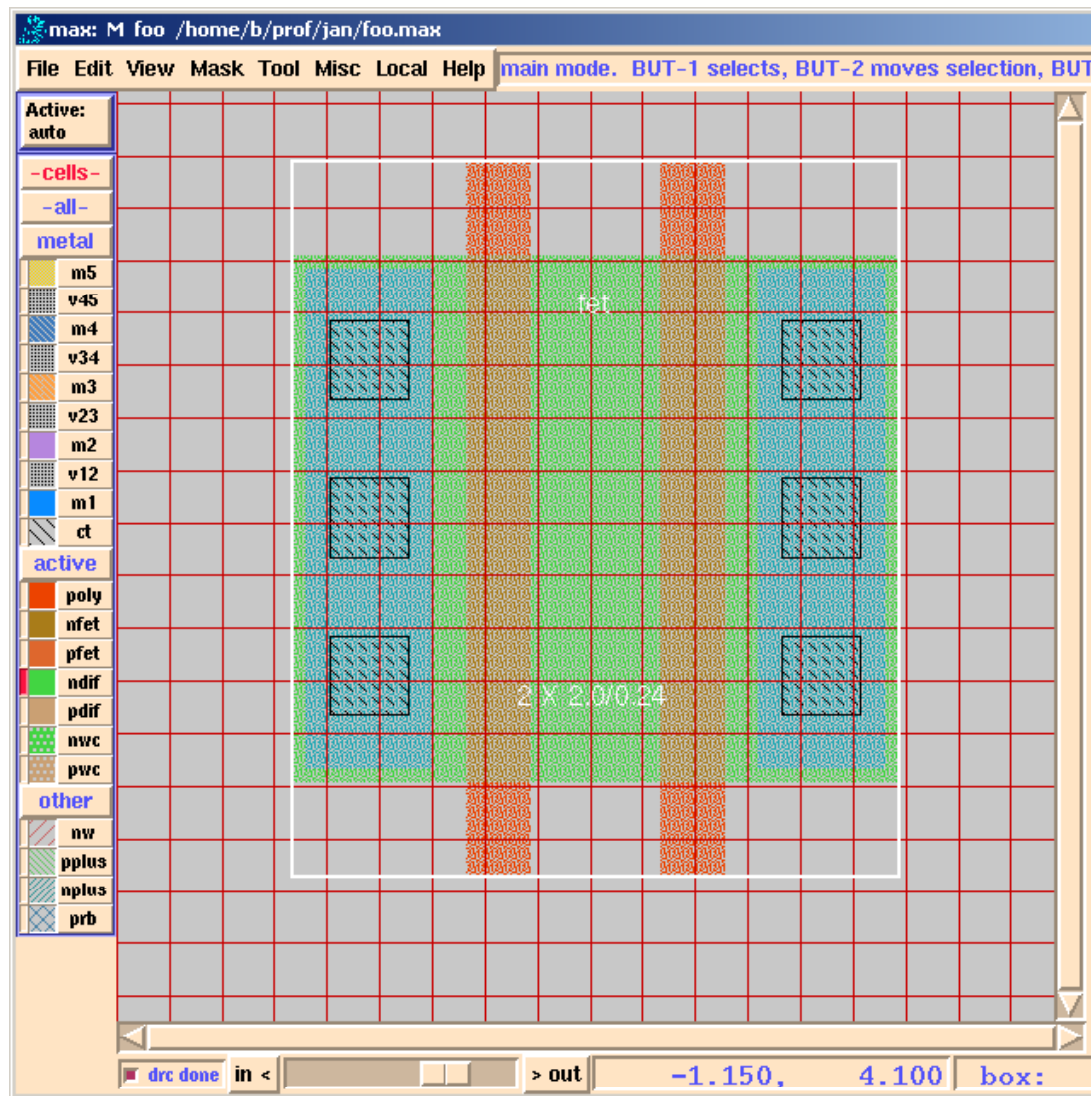 max: M foo /home/b/prof/jan/foo.max
File Edit View Mask Tool Misc Local Help main mode. BUT-1 selects, BUT-2 moves selection, BUT
Active:
auto
-cells-
-all-
metal
m5
v45
m4
v34
m3
v23
m2
v12
m1
ct
active
poly
nfet
pfet
ndif
pdif
nwc
pwc
other
nw
pplus
nplus
prb
fet
2 X 2.0/0.24
drc done in < > out -1.150, 4.100 box: